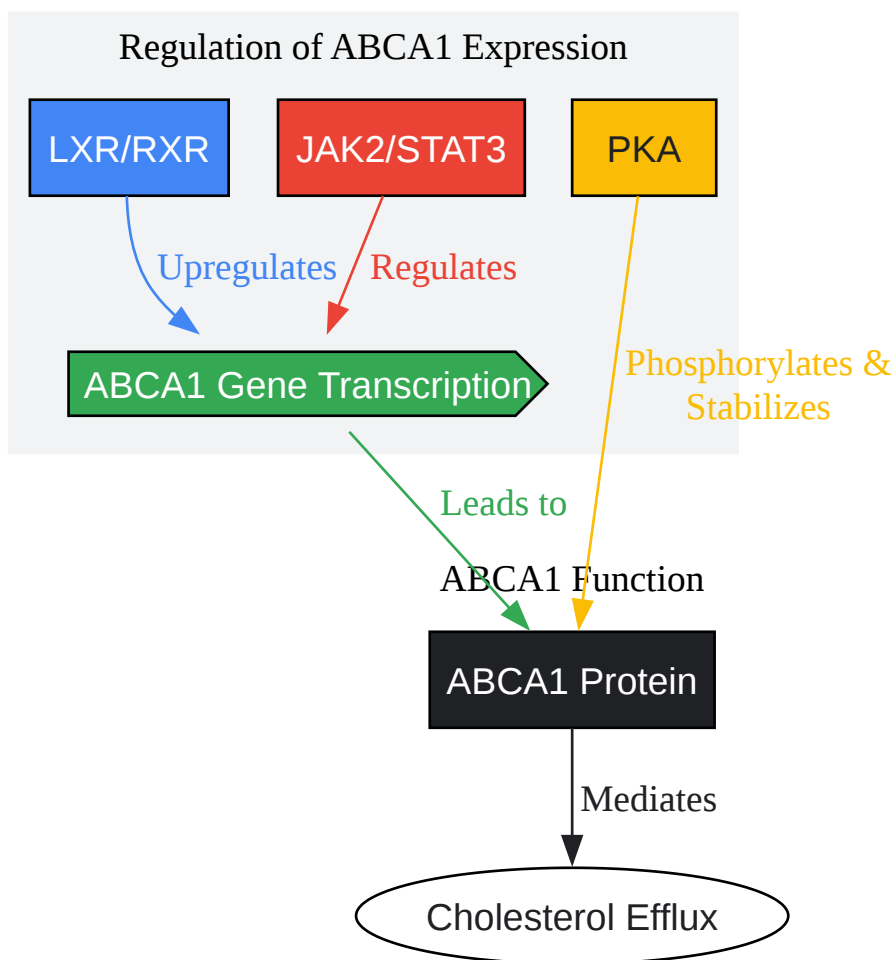 Regulation of ABCA1 Expression
LXR/RXR
JAK2/STAT3
PKA
Upregulates
Regulates
Phosphorylates &
Stabilizes
ABCA1 Gene Transcription
Leads to
ABCA1 Function
ABCA1 Protein
Mediates
Cholesterol Efflux